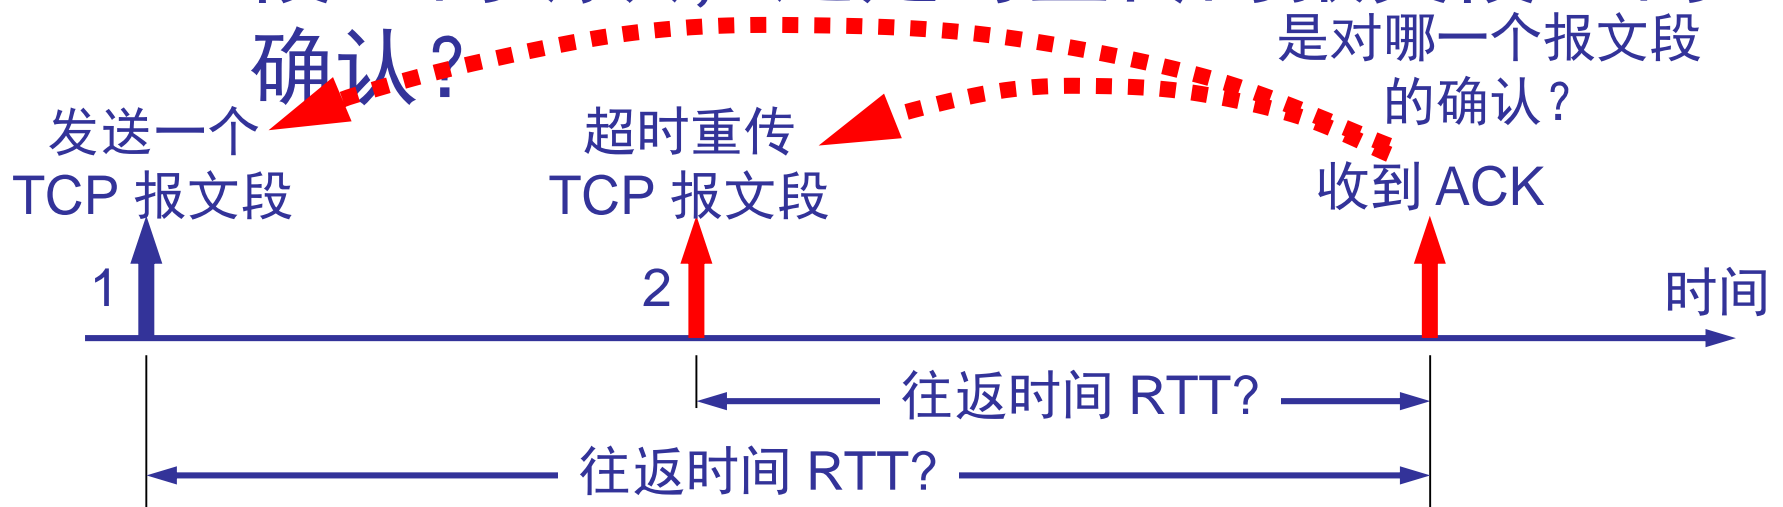 确认？
是对哪一个报文段
的确认？
发送一个
TCP 报文段
超时重传
TCP 报文段
收到 ACK
1
2
时间
往返时间 RTT?
往返时间 RTT?